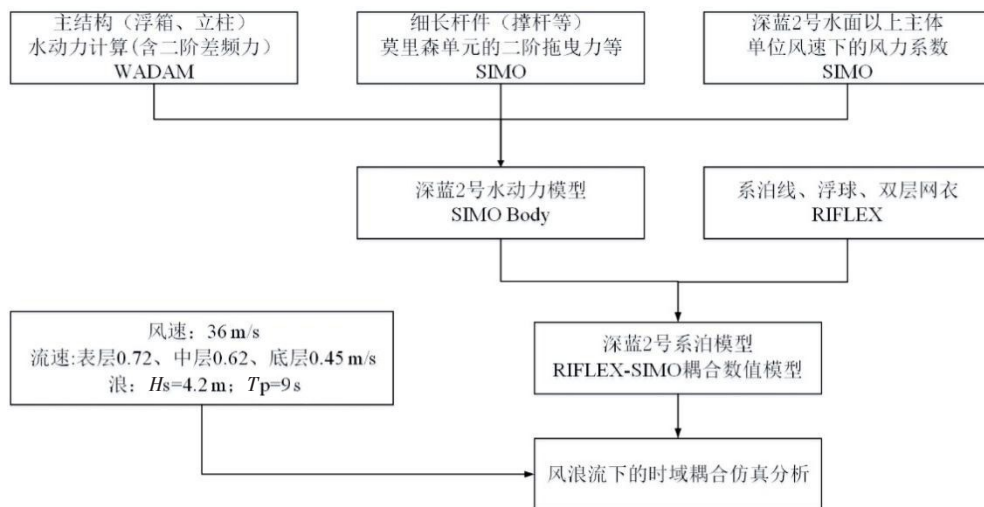 主结构（浮箱、立柱）
水动力计算(含二阶差频力）
WADAM
细长杆件（撑杆等）
莫里森单元的二阶拖曳力等
SIMO
深蓝2号水面以上主体
单位风速下的风力系数
SIMO
深蓝2号水动力模型
SIMO Body
系泊线、浮球、双层网衣
RIFLEX
风速：36 m/s
流速:表层0.72、中层0.62、底层0.45 m/s
浪：Hs=4.2 m；Tp=9 s
深蓝2号系泊模型
RIFLEX-SIMO耦合数值模型
风浪流下的时域耦合仿真分析